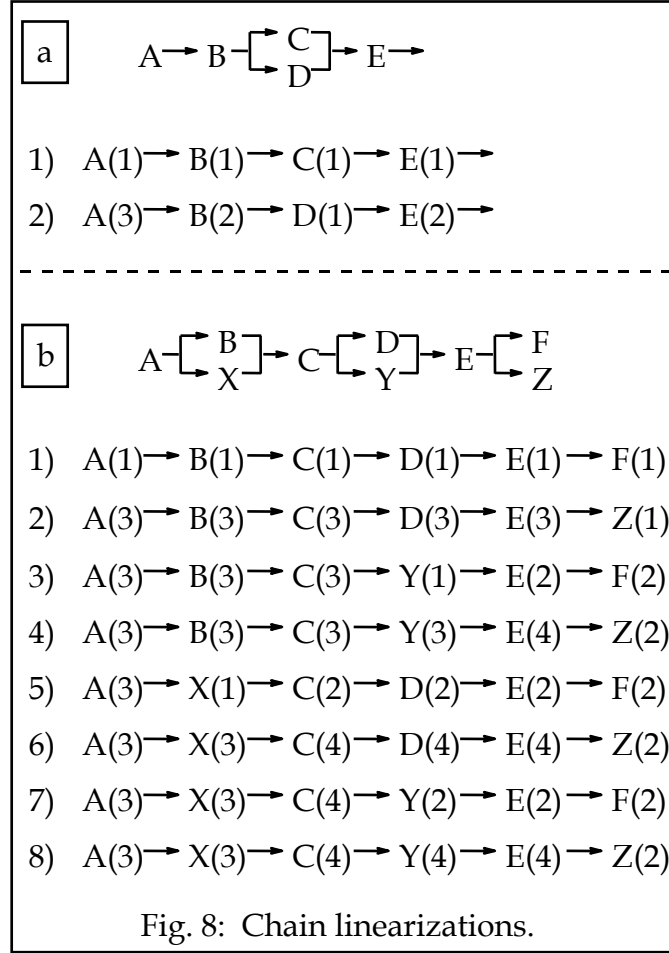 a
A → B → C → E →
D
1) A(1) → B(1) → C(1) → E(1) →
2) A(3) → B(2) → D(1) → E(2) →
b
A → B → C → D → E → F
X Y Z
1) A(1) → B(1) → C(1) → D(1) → E(1) → F(1)
2) A(3) → B(3) → C(3) → D(3) → E(3) → Z(1)
3) A(3) → B(3) → C(3) → Y(1) → E(2) → F(2)
4) A(3) → B(3) → C(3) → Y(3) → E(4) → Z(2)
5) A(3) → X(1) → C(2) → D(2) → E(2) → F(2)
6) A(3) → X(3) → C(4) → D(4) → E(4) → Z(2)
7) A(3) → X(3) → C(4) → Y(2) → E(2) → F(2)
8) A(3) → X(3) → C(4) → Y(4) → E(4) → Z(2)
Fig. 8: Chain linearizations.